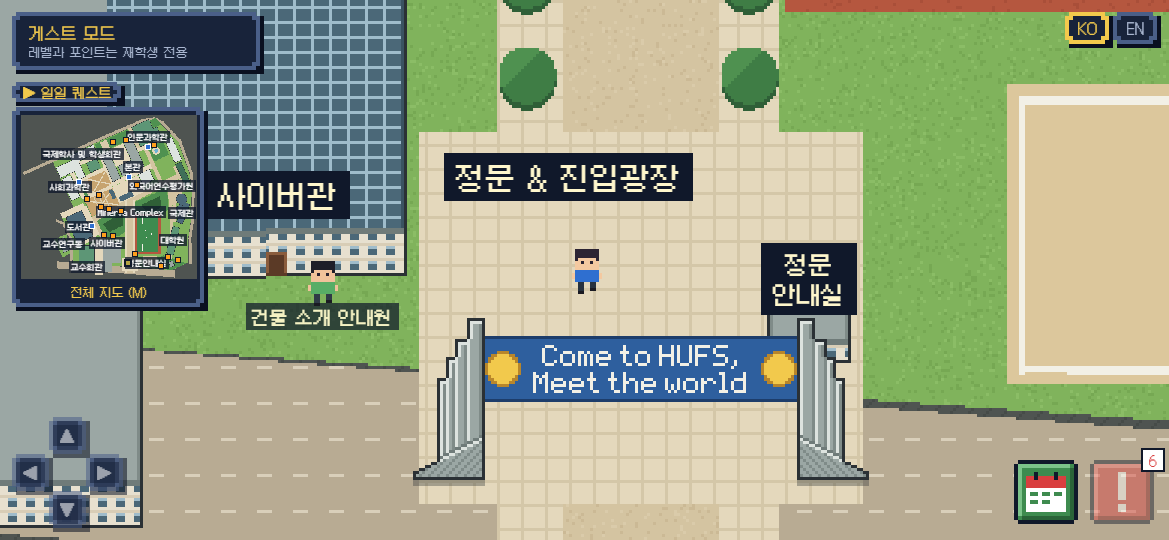 게스트 모드
레벨과 포인트는 재학생 전용
▶ 일일 퀘스트
KO
EN
인문과학관
국제학사 및 학생회관
본관
사회과학관
외국어연수평가원
Minerva Complex
국제관
도서관
대학원
교수연구동
사이버관
교수회관
전체 지도 (M)
사이버관
정문 & 진입광장
정문
안내실
건물 소개 안내원
Come to HUFS,
Meet the world
6